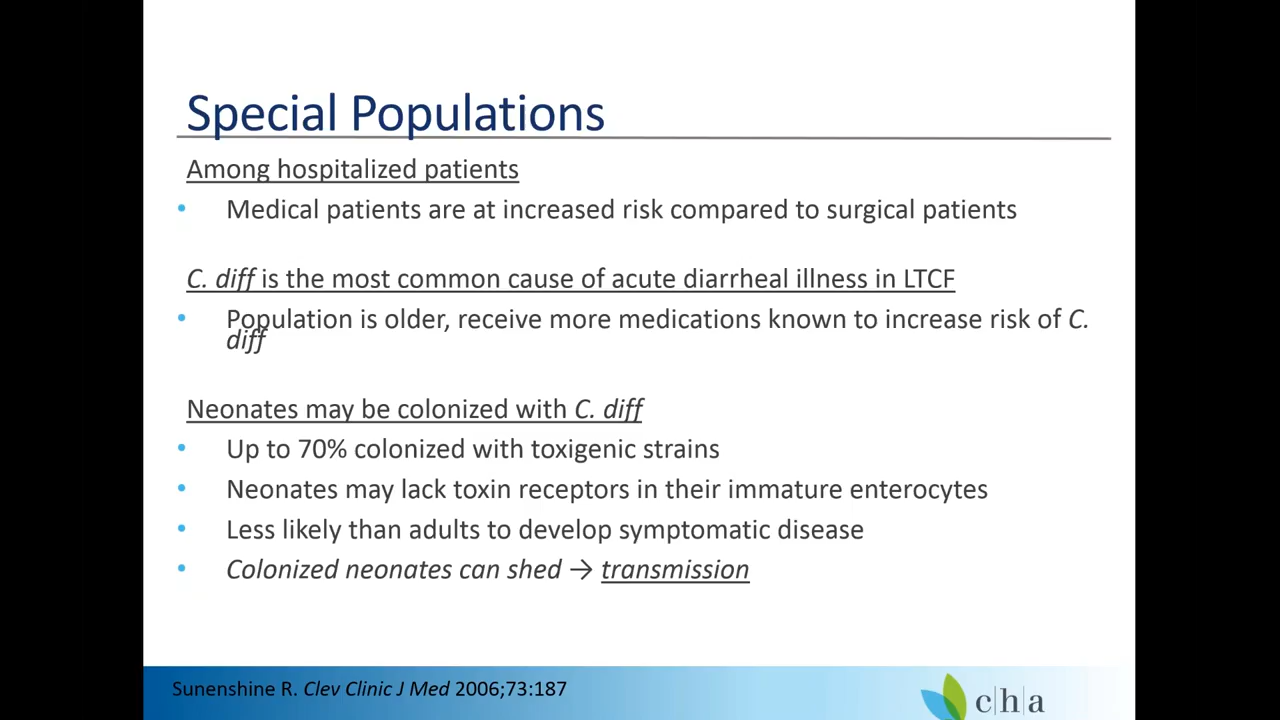 Special Populations
Among hospitalized patients
• Medical patients are at increased risk compared to surgical patients
C. diff is the most common cause of acute diarrheal illness in LTCF
• Population is older, receive more medications known to increase risk of C.
diff
Neonates may be colonized with C. diff
• Up to 70% colonized with toxigenic strains
• Neonates may lack toxin receptors in their immature enterocytes
• Less likely than adults to develop symptomatic disease
• Colonized neonates can shed → transmission
Sunenshine R. Clev Clinic J Med 2006;73:187
c|h|a